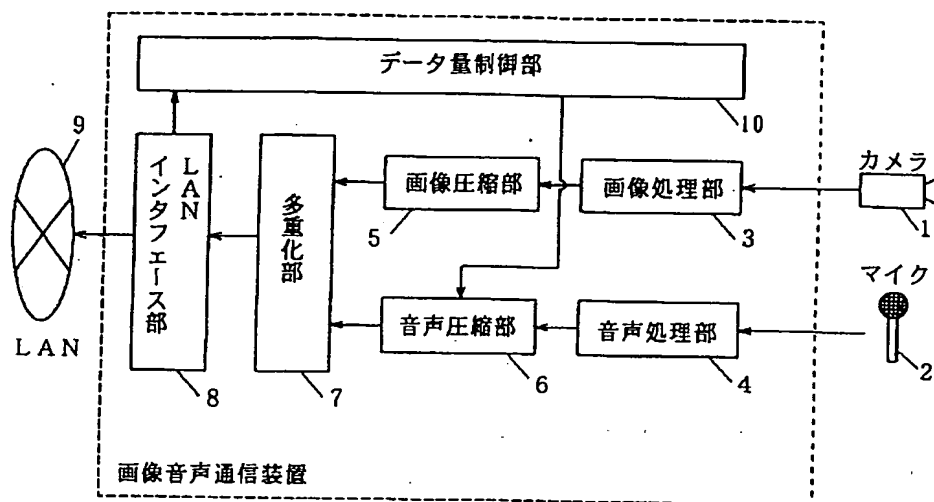 データ量制御部
10
9
LAN
インタフェース部
LAN
8
多重化部
7
画像圧縮部
5
画像処理部
3
カメラ
1
音声圧縮部
6
音声処理部
4
マイク
2
画像音声通信装置